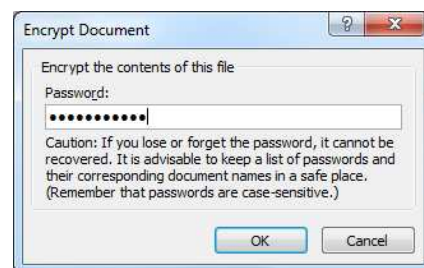 Encrypt Document
Encrypt the contents of this file
Password:
•••••••••••
Caution: If you lose or forget the password, it cannot be
recovered. It is advisable to keep a list of passwords and
their corresponding document names in a safe place.
(Remember that passwords are case-sensitive.)
OK Cancel